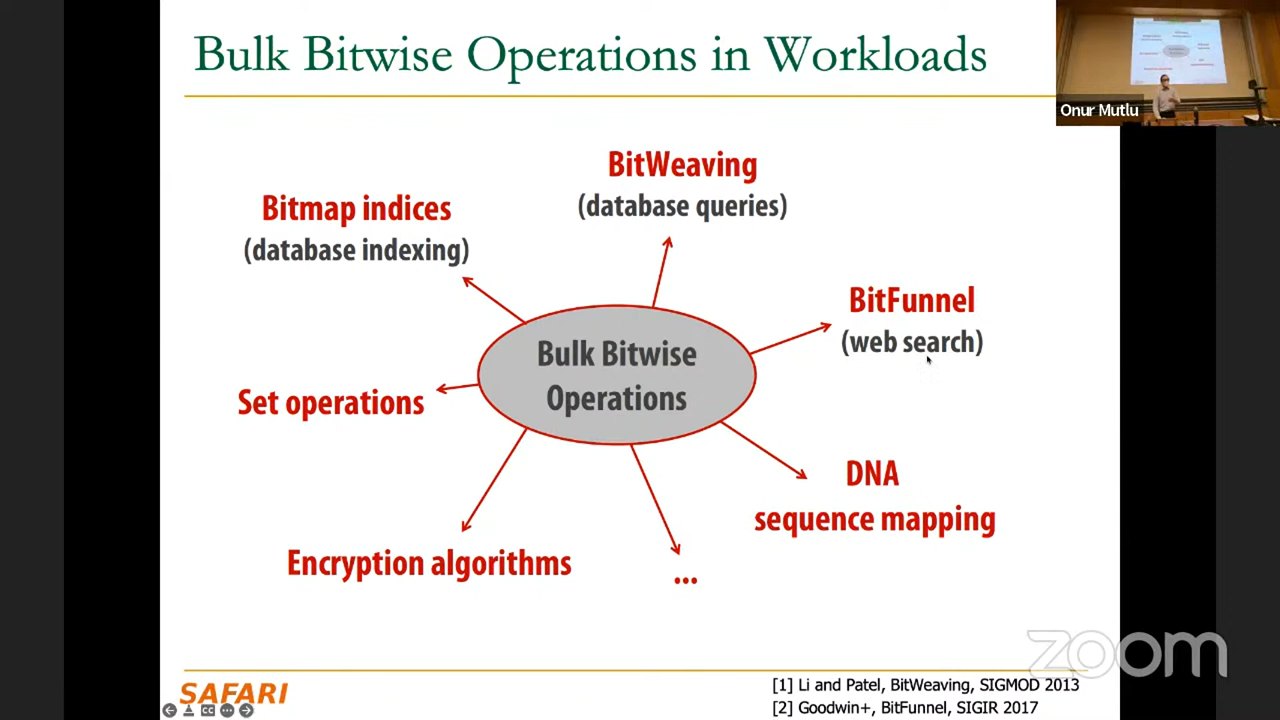 Bulk Bitwise Operations in Workloads
Onur Mutlu
BitWeaving
(database queries)
Bitmap indices
(database indexing)
BitFunnel
(web search)
Bulk Bitwise
Operations
Set operations
DNA
sequence mapping
Encryption algorithms
...
zoom
SAFARI
[1] Li and Patel, BitWeaving, SIGMOD 2013
[2] Goodwin+, BitFunnel, SIGIR 2017